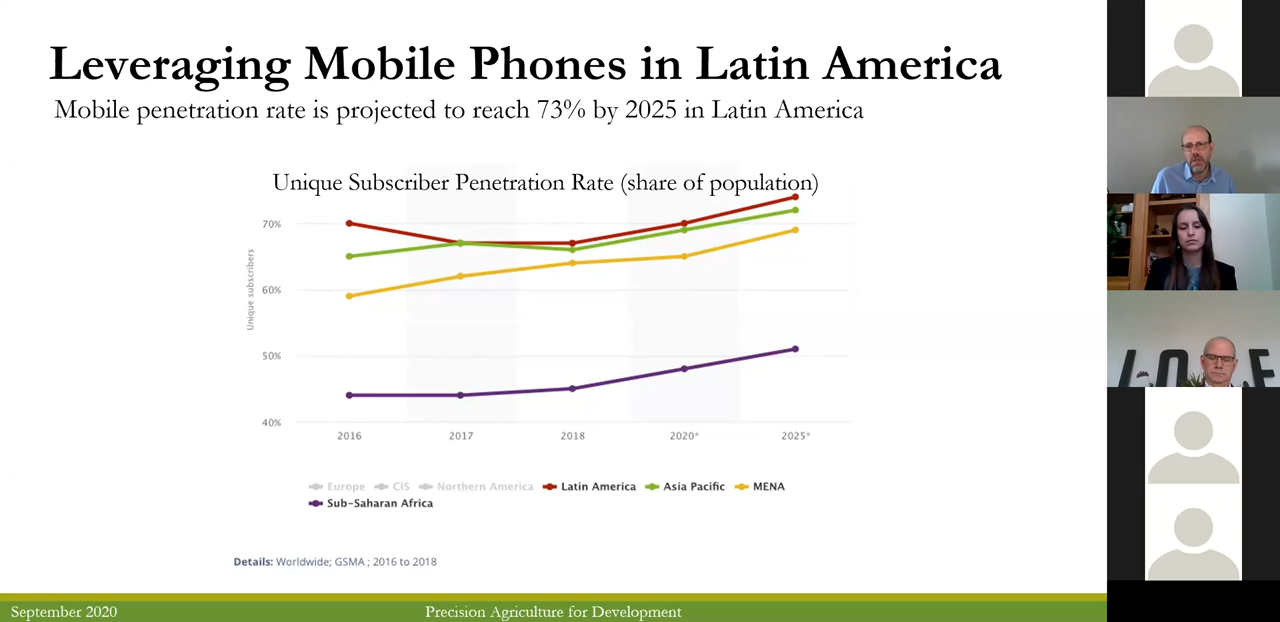 Leveraging Mobile Phones in Latin America
Mobile penetration rate is projected to reach 73% by 2025 in Latin America
Unique Subscriber Penetration Rate (share of population)
70%
60%
50%
40%
Unique subscribers
2016 2017 2018 2020* 2025*
Europe CIS Northern America Latin America Asia Pacific MENA
Sub-Saharan Africa
Details: Worldwide; GSMA ; 2016 to 2018
September 2020 Precision Agriculture for Development